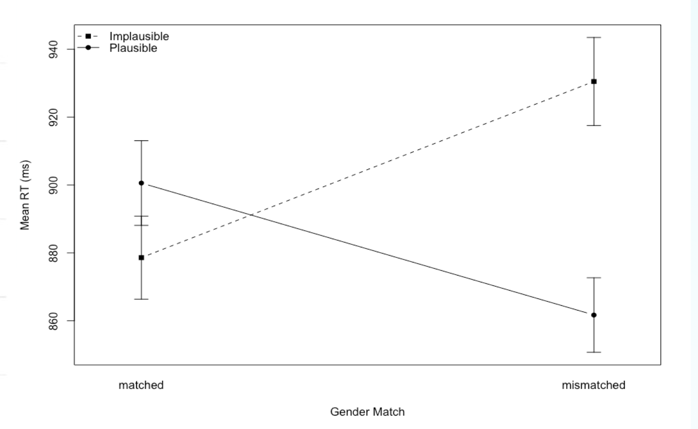 Implausible
Plausible
940
920
900
880
860
Mean RT (ms)
matched
mismatched
Gender Match